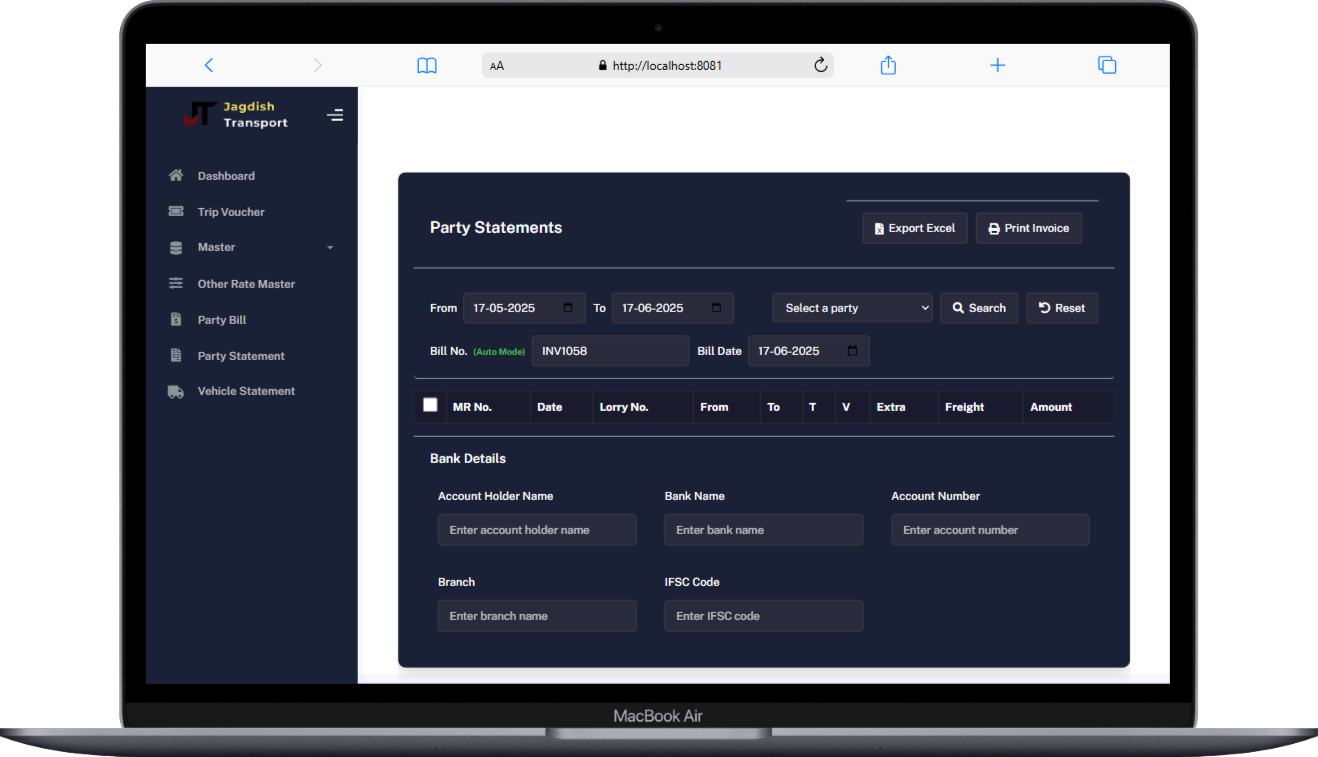 AA
http://localhost:8081
JT
Jagdish
Transport
Dashboard
Trip Voucher
Master
Other Rate Master
Party Bill
Party Statement
Vehicle Statement
Party Statements
Export Excel
Print Invoice
From 17-05-2025 To 17-06-2025 Select a party Search Reset
Bill No. (Auto Mode) INV1058 Bill Date 17-06-2025
MR No. Date Lorry No. From To T V Extra Freight Amount
Bank Details
Account Holder Name Bank Name Account Number
Enter account holder name Enter bank name Enter account number
Branch IFSC Code
Enter branch name Enter IFSC code
MacBook Air